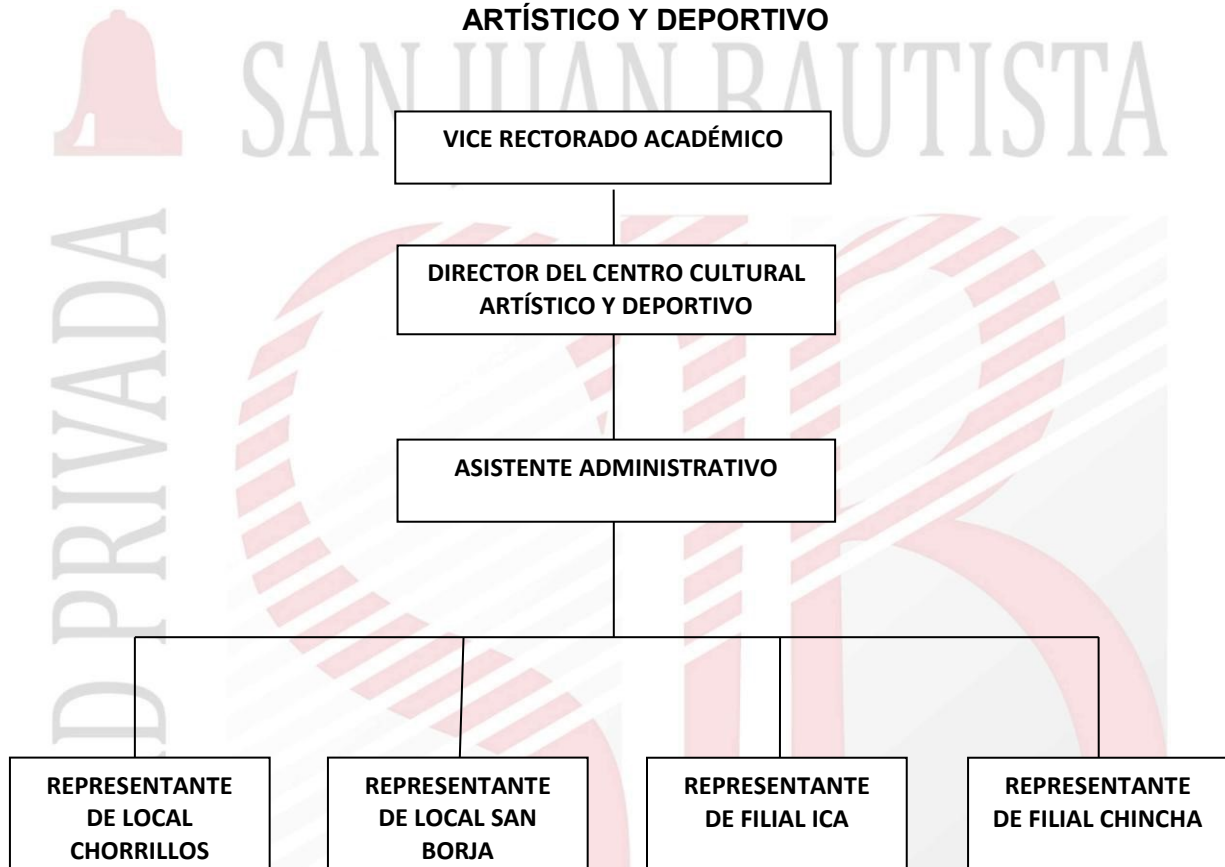 ARTÍSTICO Y DEPORTIVO
SAN JUAN BAUTISTA
VICE RECTORADO ACADÉMICO
D PRIVADA
DIRECTOR DEL CENTRO CULTURAL
ARTÍSTICO Y DEPORTIVO
ASISTENTE ADMINISTRATIVO
REPRESENTANTE
DE LOCAL
CHORRILLOS
REPRESENTANTE
DE LOCAL SAN
BORJA
REPRESENTANTE
DE FILIAL ICA
REPRESENTANTE
DE FILIAL CHINCHA